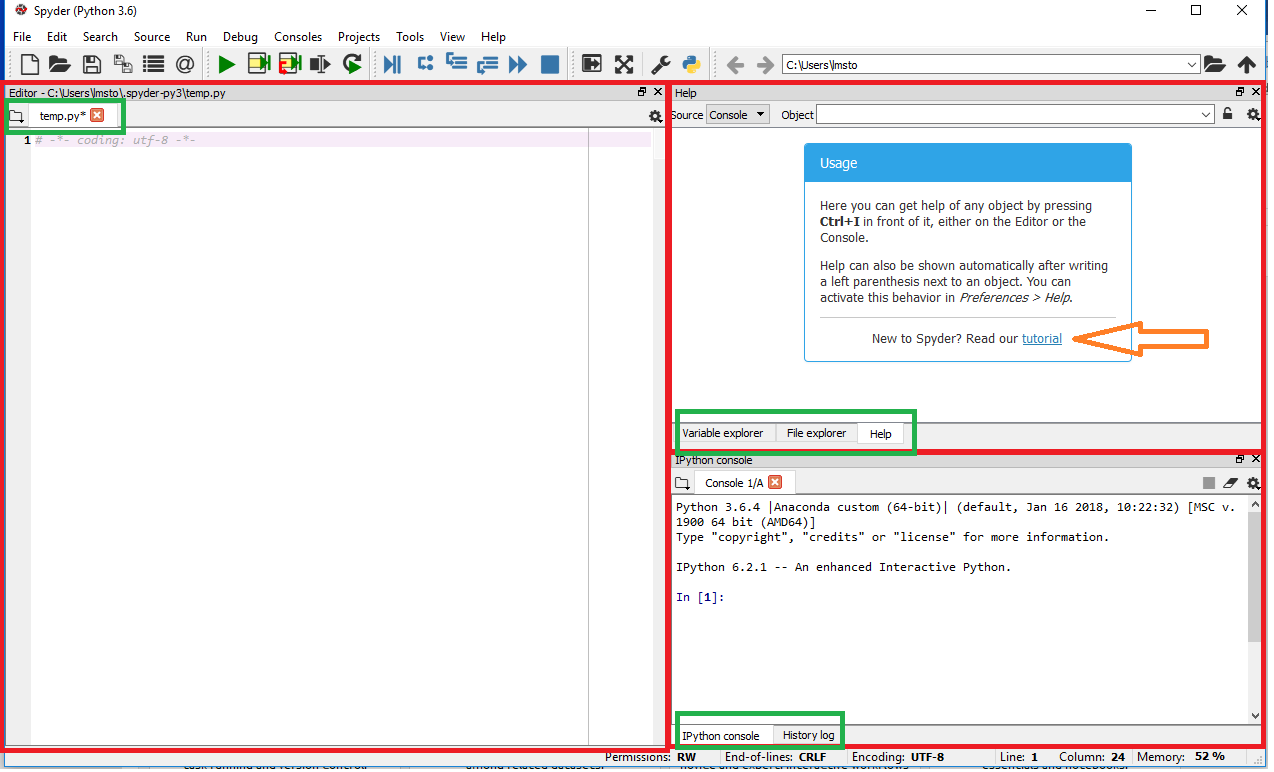 Spyder (Python 3.6)
File Edit Search Source Run Debug Consoles Projects Tools View Help
C:\Users\lmsto
Editor - C:\Users\lmsto\.spyder-py3\temp.py
temp.py*
1 # -*- coding: utf-8 -*-
Help
Source Console Object
Usage
Here you can get help of any object by pressing
Ctrl+I in front of it, either on the Editor or the
Console.
Help can also be shown automatically after writing
a left parenthesis next to an object. You can
activate this behavior in Preferences > Help.
New to Spyder? Read our tutorial
Variable explorer File explorer Help
IPython console
Console 1/A
Python 3.6.4 |Anaconda custom (64-bit)| (default, Jan 16 2018, 10:22:32) [MSC v.
1900 64 bit (AMD64)]
Type "copyright", "credits" or "license" for more information.
IPython 6.2.1 -- An enhanced Interactive Python.
In [1]:
IPython console History log
Permissions: RW End-of-lines: CRLF Encoding: UTF-8 Line: 1 Column: 24 Memory: 52 %